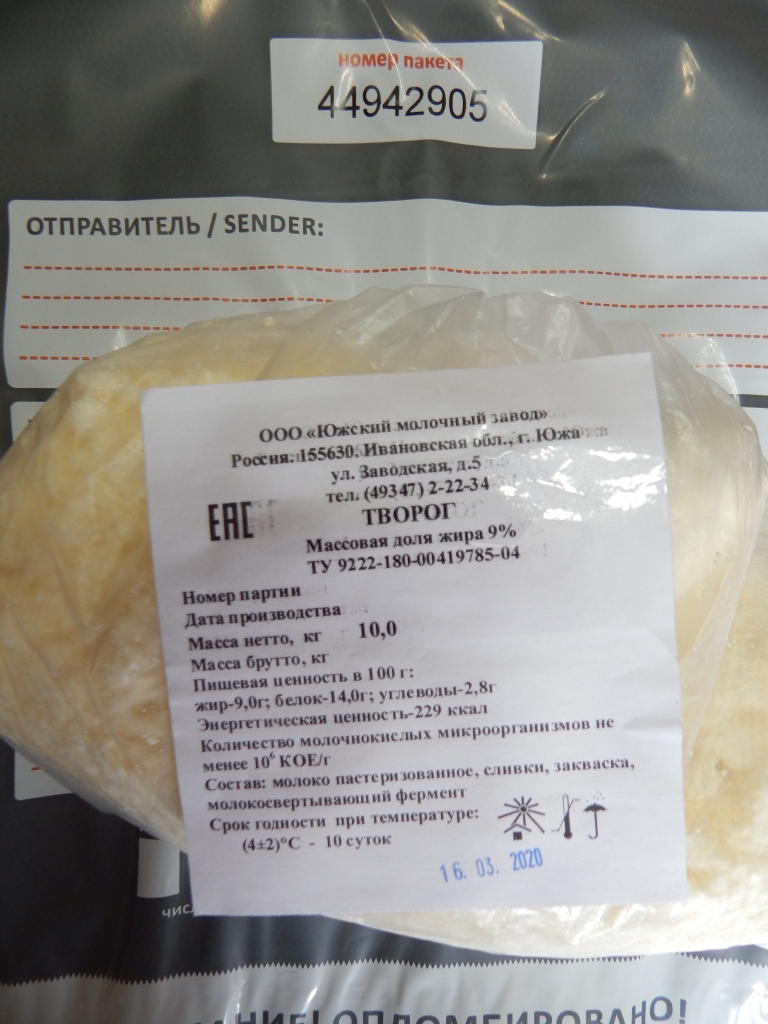 номер пакета
44942905
ОТПРАВИТЕЛЬ / SENDER:
ООО «Южский молочный завод»
Россия: 155630. Ивановская обл., г. Южа
ул. Заводская, д.5
тел. (49347) 2-22-34
EAC
ТВОРОГ
Массовая доля жира 9%
ТУ 9222-180-00419785-04
Номер партии
Дата производства
Масса нетто, кг 10,0
Масса брутто, кг
Пищевая ценность в 100 г:
жир-9,0г; белок-14,0г; углеводы-2,8г
Энергетическая ценность-229 ккал
Количество молочнокислых микроорганизмов не
менее 10⁶ КОЕ/г
Состав: молоко пастеризованное, сливки, закваска,
молокосвертывающий фермент
Срок годности при температуре:
(4±2)°С - 10 суток
16. 03. 2020
ОПЛОМБИРОВАНО!